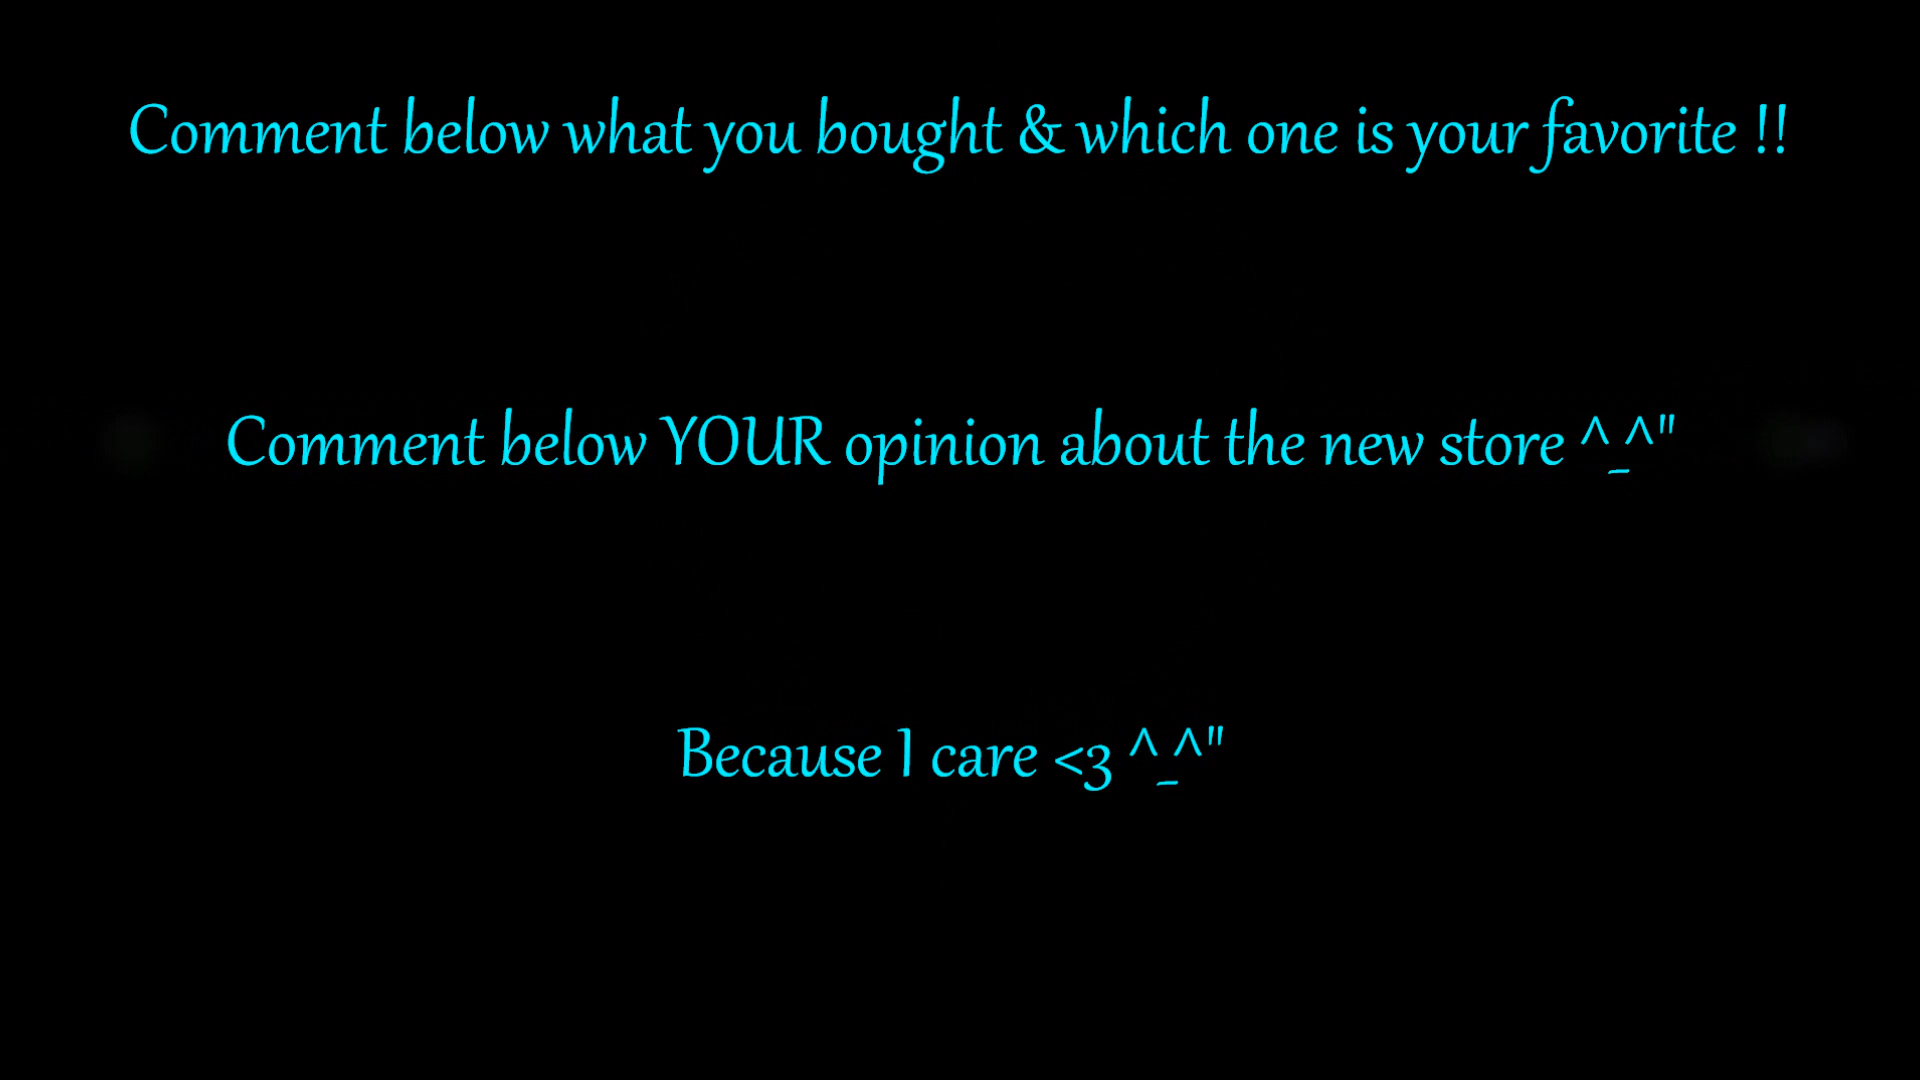 Comment below what you bought & which one is your favorite !!
Comment below YOUR opinion about the new store ^_^"
Because I care <3 ^_^"